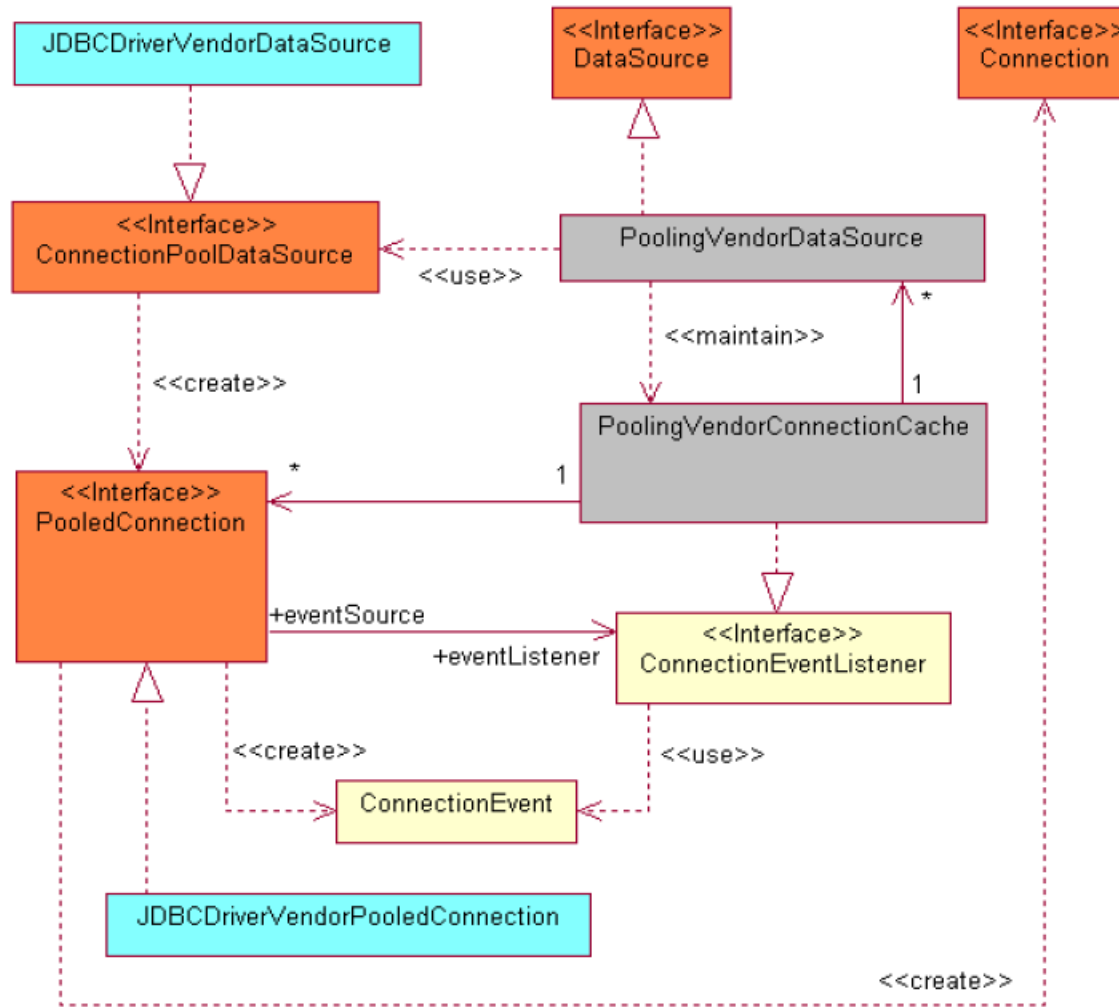 JDBCDriverVendorDataSource
<<Interface>>
DataSource
<<Interface>>
Connection
<<Interface>>
ConnectionPoolDataSource
PoolingVendorDataSource
<<use>>
*
<<maintain>>
<<create>>
1
PoolingVendorConnectionCache
*
1
<<Interface>>
PooledConnection
+eventSource
+eventListener
<<Interface>>
ConnectionEventListener
<<create>>
<<use>>
ConnectionEvent
JDBCDriverVendorPooledConnection
<<create>>